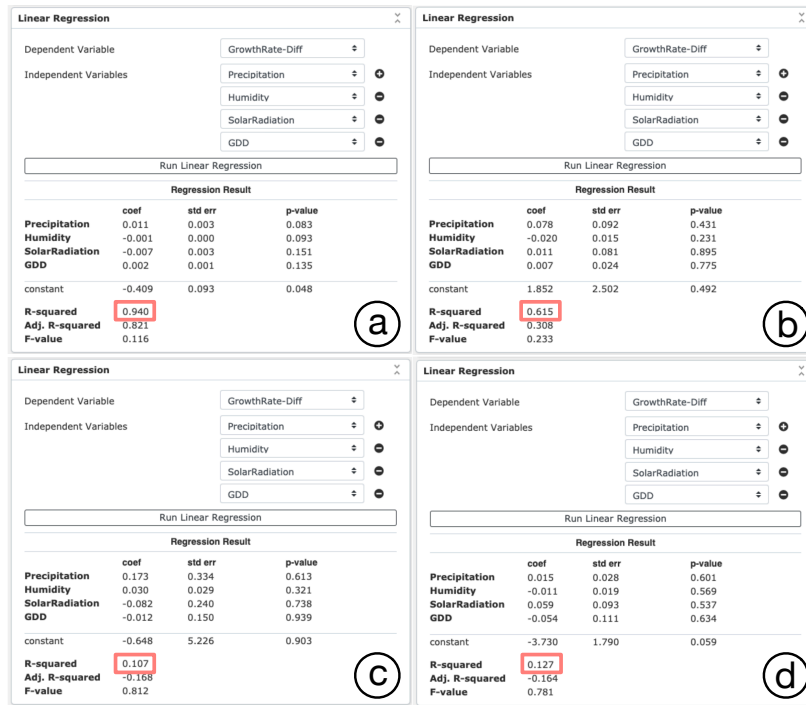 Linear Regression
Dependent Variable GrowthRate-Diff
Independent Variables Precipitation
Humidity
SolarRadiation
GDD
Run Linear Regression
Regression Result
coef std err p-value
Precipitation 0.011 0.003 0.083
Humidity -0.001 0.000 0.093
SolarRadiation -0.007 0.003 0.151
GDD 0.002 0.001 0.135
constant -0.409 0.093 0.048
R-squared 0.940
Adj. R-squared 0.821
F-value 0.116
a
Linear Regression
Dependent Variable GrowthRate-Diff
Independent Variables Precipitation
Humidity
SolarRadiation
GDD
Run Linear Regression
Regression Result
coef std err p-value
Precipitation 0.078 0.092 0.431
Humidity -0.020 0.015 0.231
SolarRadiation 0.011 0.081 0.895
GDD 0.007 0.024 0.775
constant 1.852 2.502 0.492
R-squared 0.615
Adj. R-squared 0.308
F-value 0.233
b
Linear Regression
Dependent Variable GrowthRate-Diff
Independent Variables Precipitation
Humidity
SolarRadiation
GDD
Run Linear Regression
Regression Result
coef std err p-value
Precipitation 0.173 0.334 0.613
Humidity 0.030 0.029 0.321
SolarRadiation -0.082 0.240 0.738
GDD -0.012 0.150 0.939
constant -0.648 5.226 0.903
R-squared 0.107
Adj. R-squared -0.168
F-value 0.812
c
Linear Regression
Dependent Variable GrowthRate-Diff
Independent Variables Precipitation
Humidity
SolarRadiation
GDD
Run Linear Regression
Regression Result
coef std err p-value
Precipitation 0.015 0.028 0.601
Humidity -0.011 0.019 0.569
SolarRadiation 0.059 0.093 0.537
GDD -0.054 0.111 0.634
constant -3.730 1.790 0.059
R-squared 0.127
Adj. R-squared -0.164
F-value 0.781
d